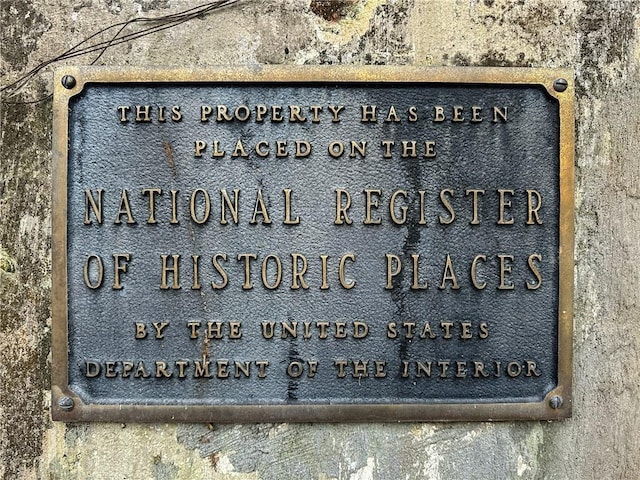 THIS PROPERTY HAS BEEN
PLACED ON THE
NATIONAL REGISTER
OF HISTORIC PLACES
BY THE UNITED STATES
DEPARTMENT OF THE INTERIOR